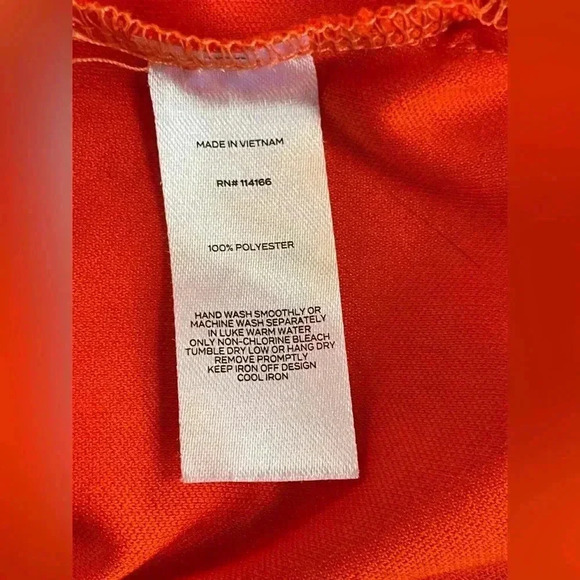 MADE IN VIETNAM
RN# 114166
100% POLYESTER
HAND WASH SMOOTHLY OR
MACHINE WASH SEPARATELY
IN LUKE WARM WATER
ONLY NON-CHLORINE BLEACH
TUMBLE DRY LOW OR HANG DRY
REMOVE PROMPTLY
KEEP IRON OFF DESIGN
COOL IRON